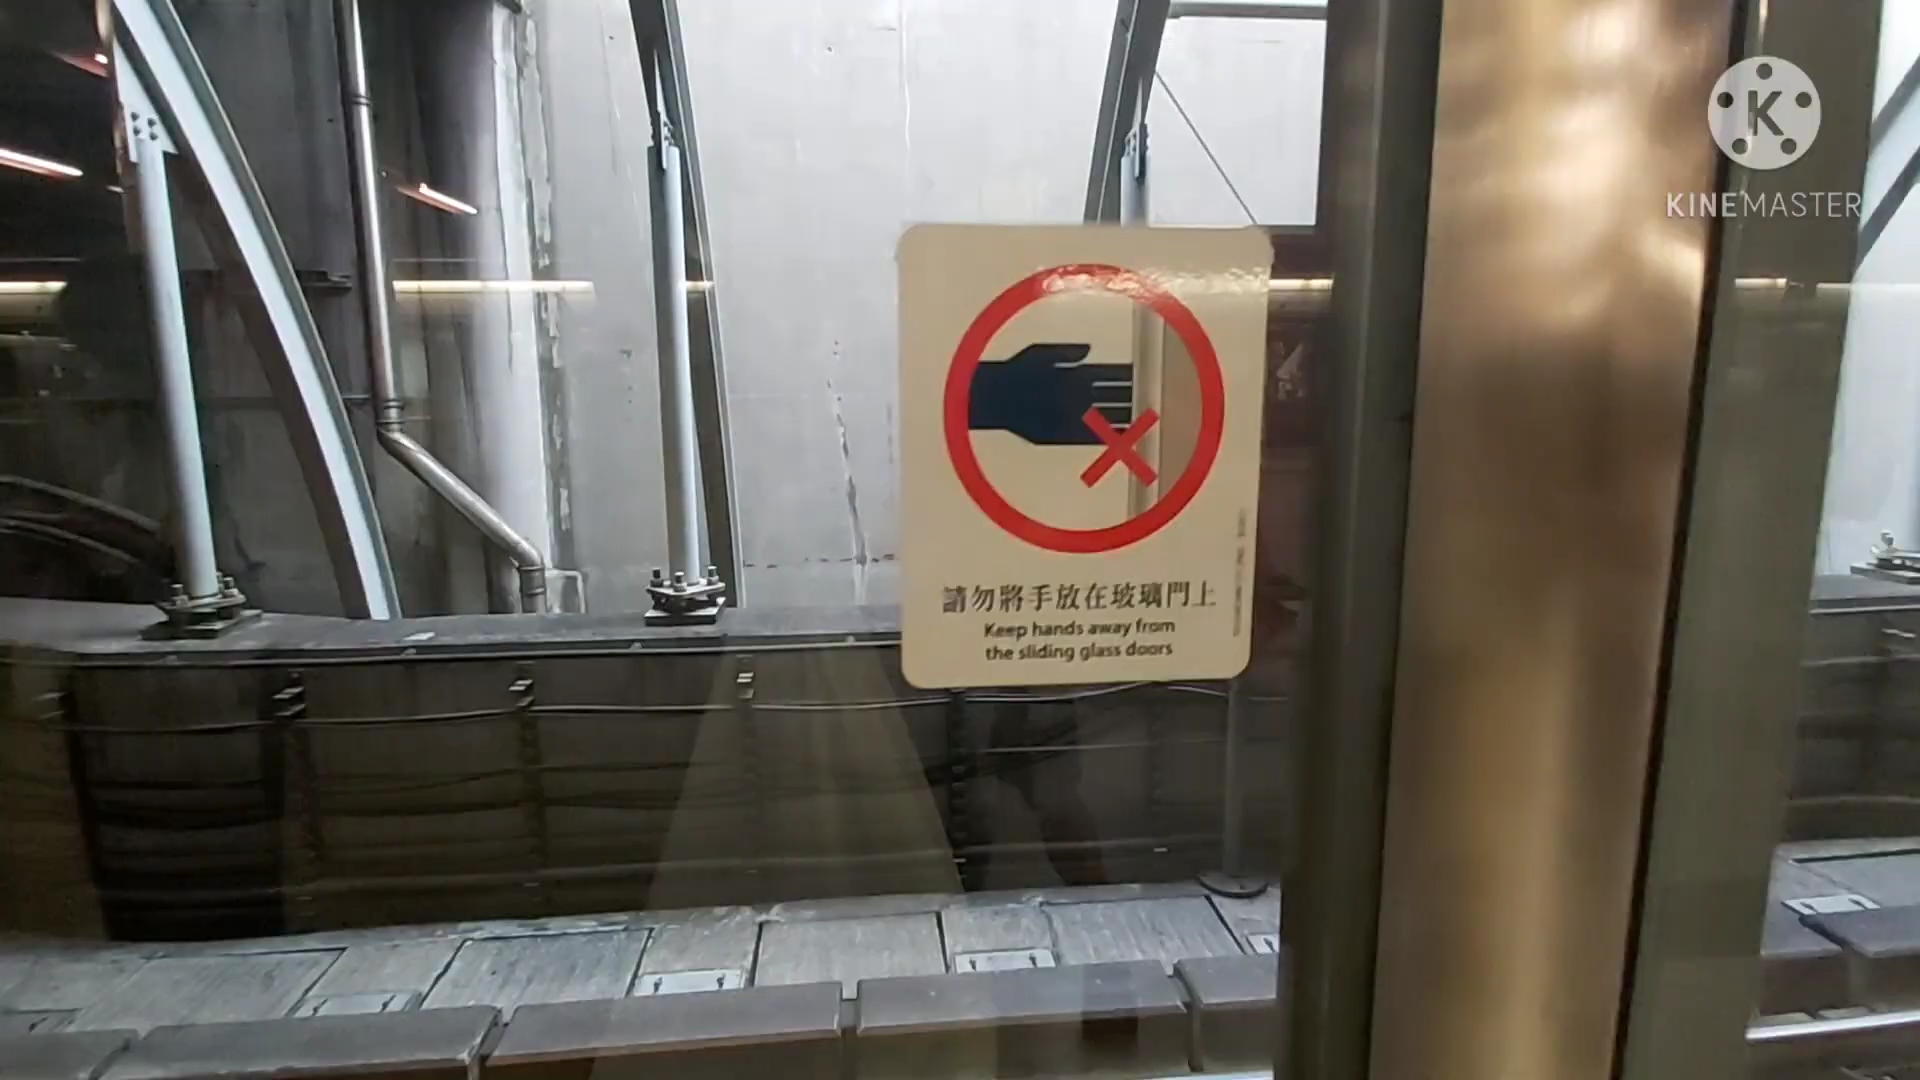 K
KINEMASTER
請勿將手放在玻璃門上
Keep hands away from
the sliding glass doors